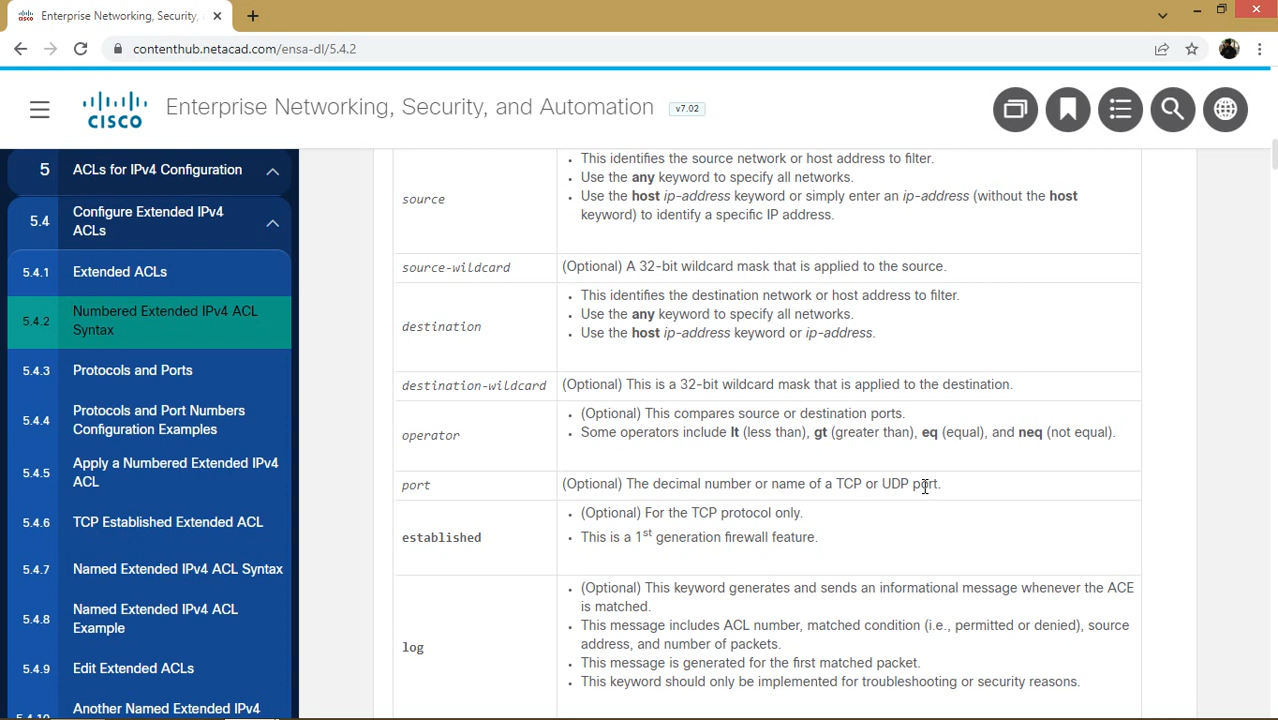 Enterprise Networking, Security,
contenthub.netacad.com/ensa-dl/5.4.2
CISCO
Enterprise Networking, Security, and Automation
v7.02
5 ACLs for IPv4 Configuration
5.4 Configure Extended IPv4
ACLs
5.4.1 Extended ACLs
5.4.2 Numbered Extended IPv4 ACL
Syntax
5.4.3 Protocols and Ports
5.4.4 Protocols and Port Numbers
Configuration Examples
5.4.5 Apply a Numbered Extended IPv4
ACL
5.4.6 TCP Established Extended ACL
5.4.7 Named Extended IPv4 ACL Syntax
5.4.8 Named Extended IPv4 ACL
Example
5.4.9 Edit Extended ACLs
5.4.10 Another Named Extended IPv4
source
• This identifies the source network or host address to filter.
• Use the any keyword to specify all networks.
• Use the host ip-address keyword or simply enter an ip-address (without the host
keyword) to identify a specific IP address.
source-wildcard
(Optional) A 32-bit wildcard mask that is applied to the source.
destination
• This identifies the destination network or host address to filter.
• Use the any keyword to specify all networks.
• Use the host ip-address keyword or ip-address.
destination-wildcard
(Optional) This is a 32-bit wildcard mask that is applied to the destination.
operator
• (Optional) This compares source or destination ports.
• Some operators include lt (less than), gt (greater than), eq (equal), and neq (not equal).
port
(Optional) The decimal number or name of a TCP or UDP port.
established
• (Optional) For the TCP protocol only.
• This is a 1st generation firewall feature.
log
• (Optional) This keyword generates and sends an informational message whenever the ACE
is matched.
• This message includes ACL number, matched condition (i.e., permitted or denied), source
address, and number of packets.
• This message is generated for the first matched packet.
• This keyword should only be implemented for troubleshooting or security reasons.